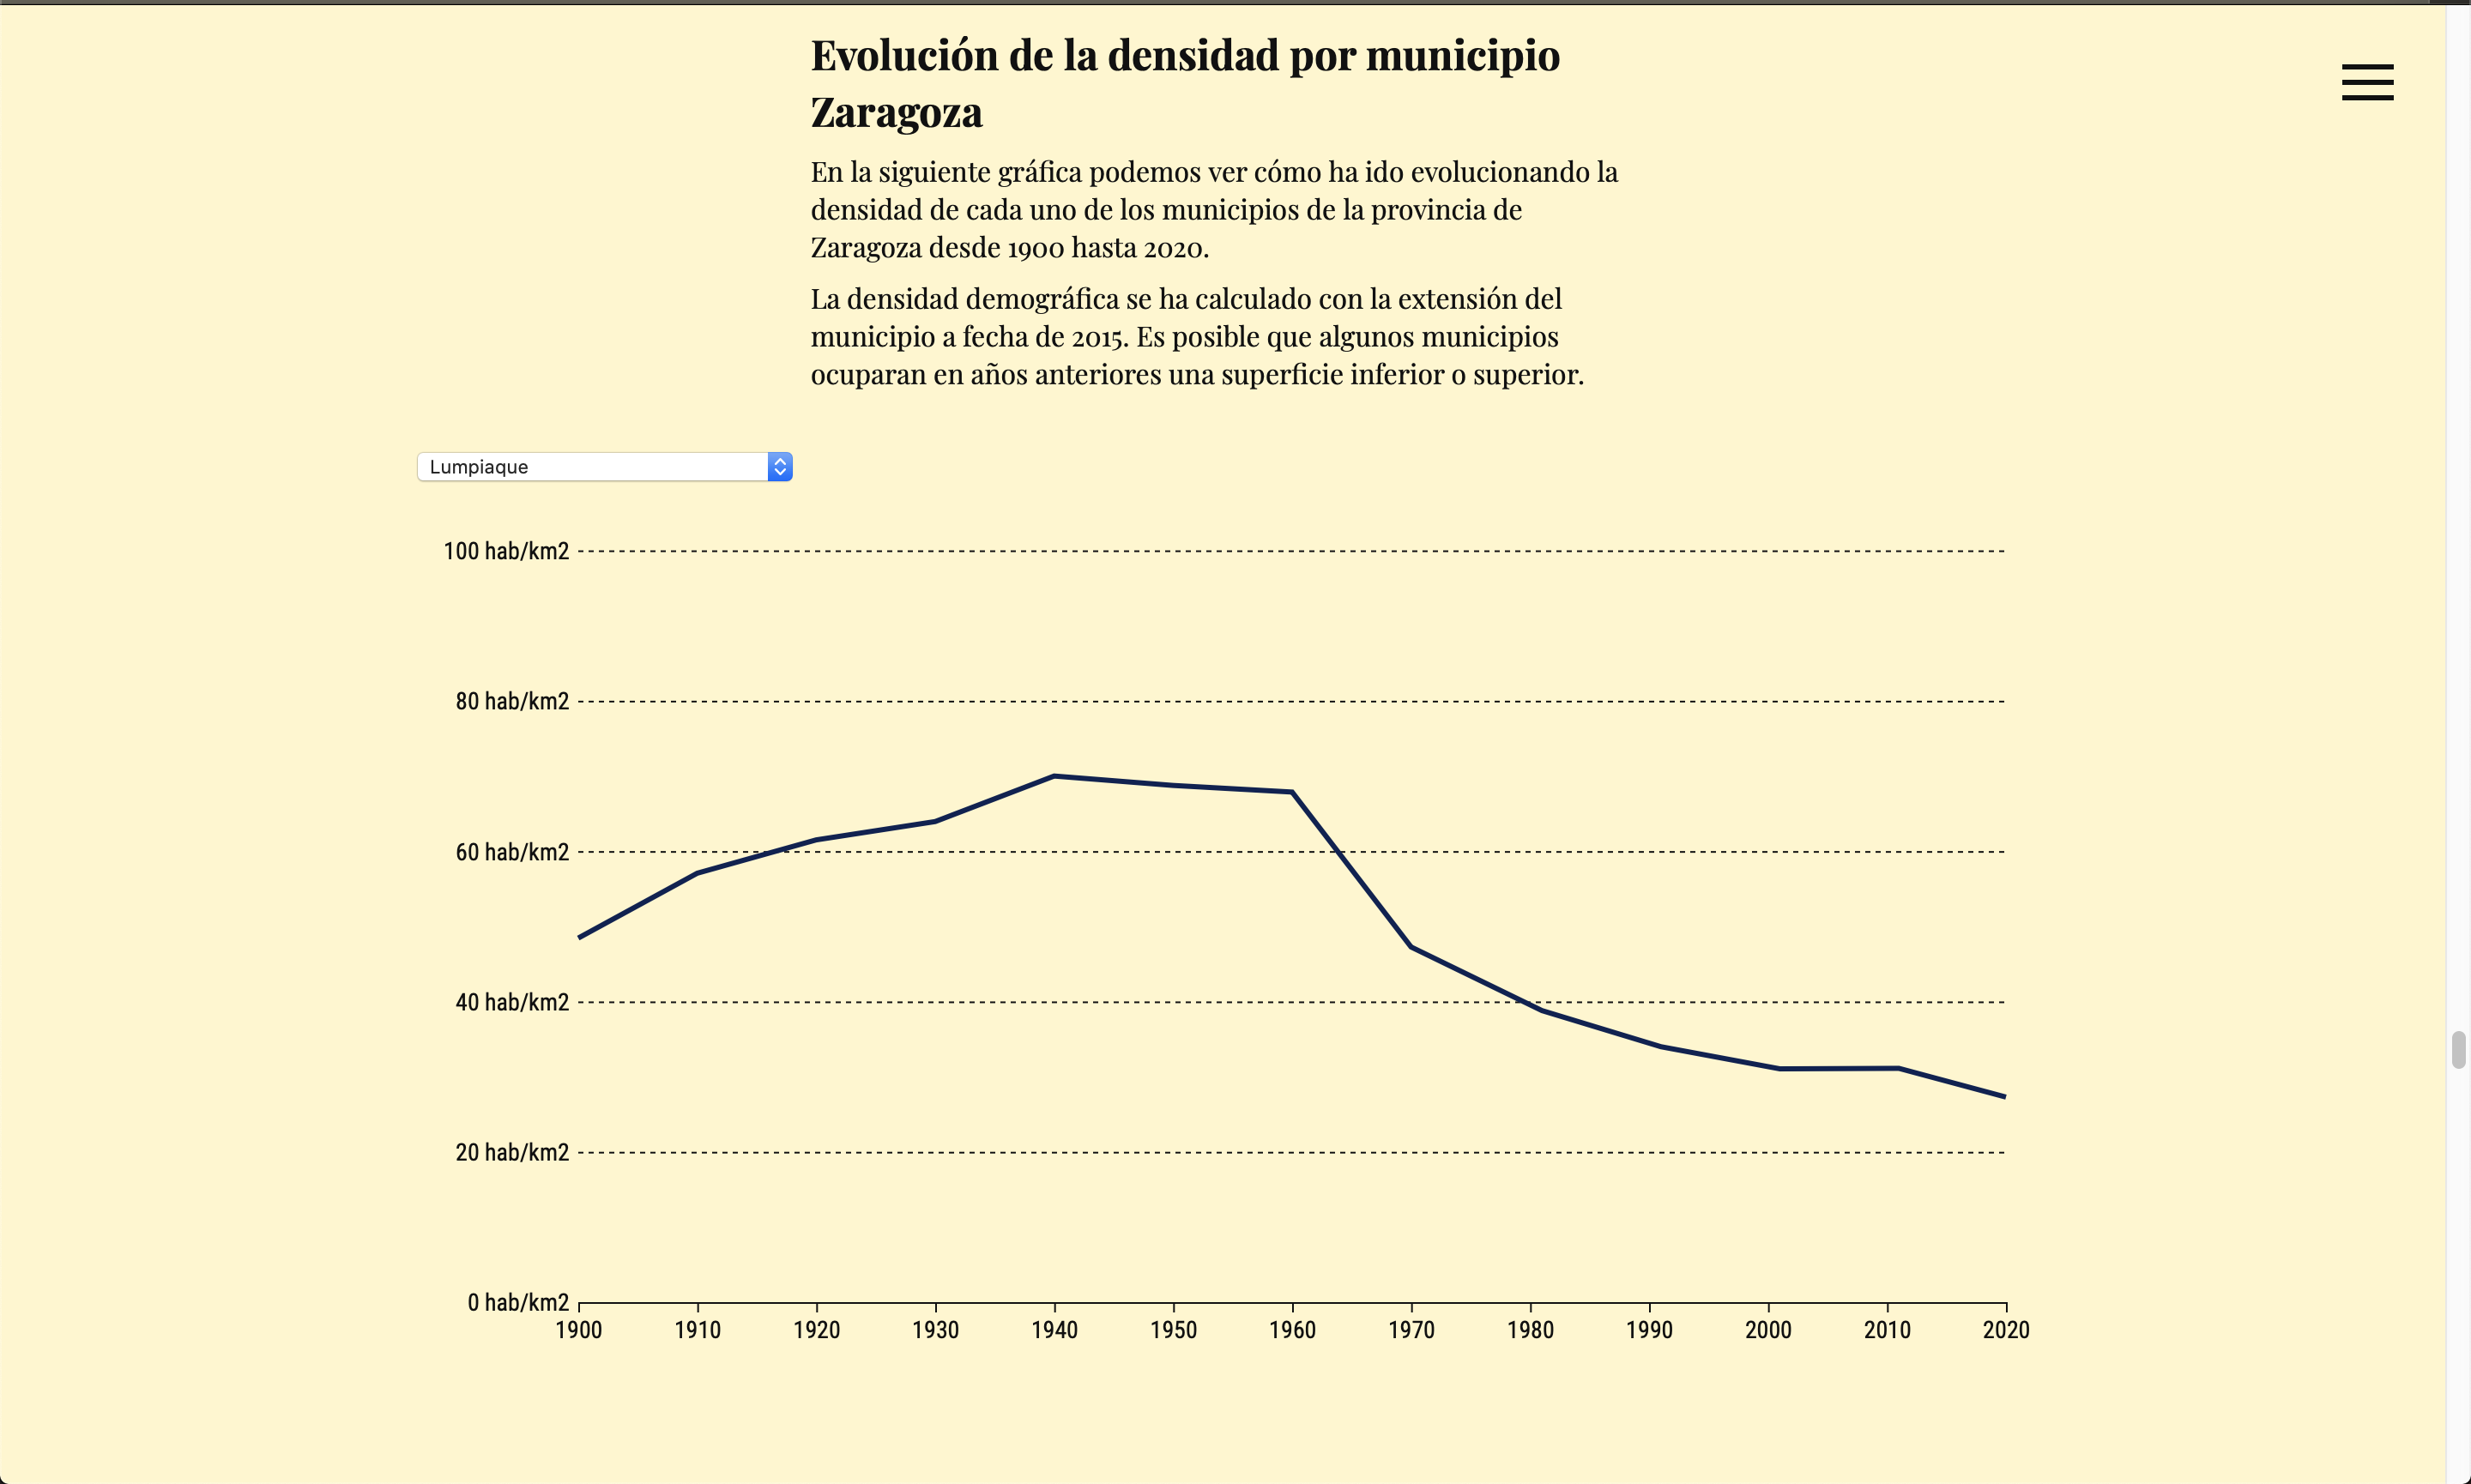 Evolución de la densidad por municipio
Zaragoza
En la siguiente gráfica podemos ver cómo ha ido evolucionando la
densidad de cada uno de los municipios de la provincia de
Zaragoza desde 1900 hasta 2020.
La densidad demográfica se ha calculado con la extensión del
municipio a fecha de 2015. Es posible que algunos municipios
ocuparan en años anteriores una superficie inferior o superior.
Lumpiaque
100 hab/km2
80 hab/km2
60 hab/km2
40 hab/km2
20 hab/km2
0 hab/km2
1900 1910 1920 1930 1940 1950 1960 1970 1980 1990 2000 2010 2020